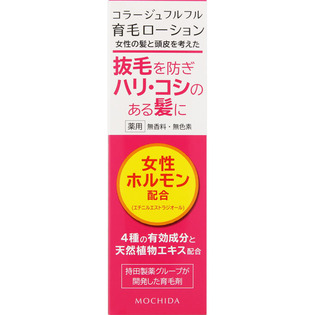 コラージュフルフル
育毛ローション
女性の髪と頭皮を考えた
抜毛を防ぎ
ハリ・コシの
ある髪に
薬用 無香料・無色素
女性
ホルモン
配合
(エチニルエストラジオール)
4種の有効成分と
天然植物エキス配合
持田製薬グループが
開発した育毛剤
MOCHIDA